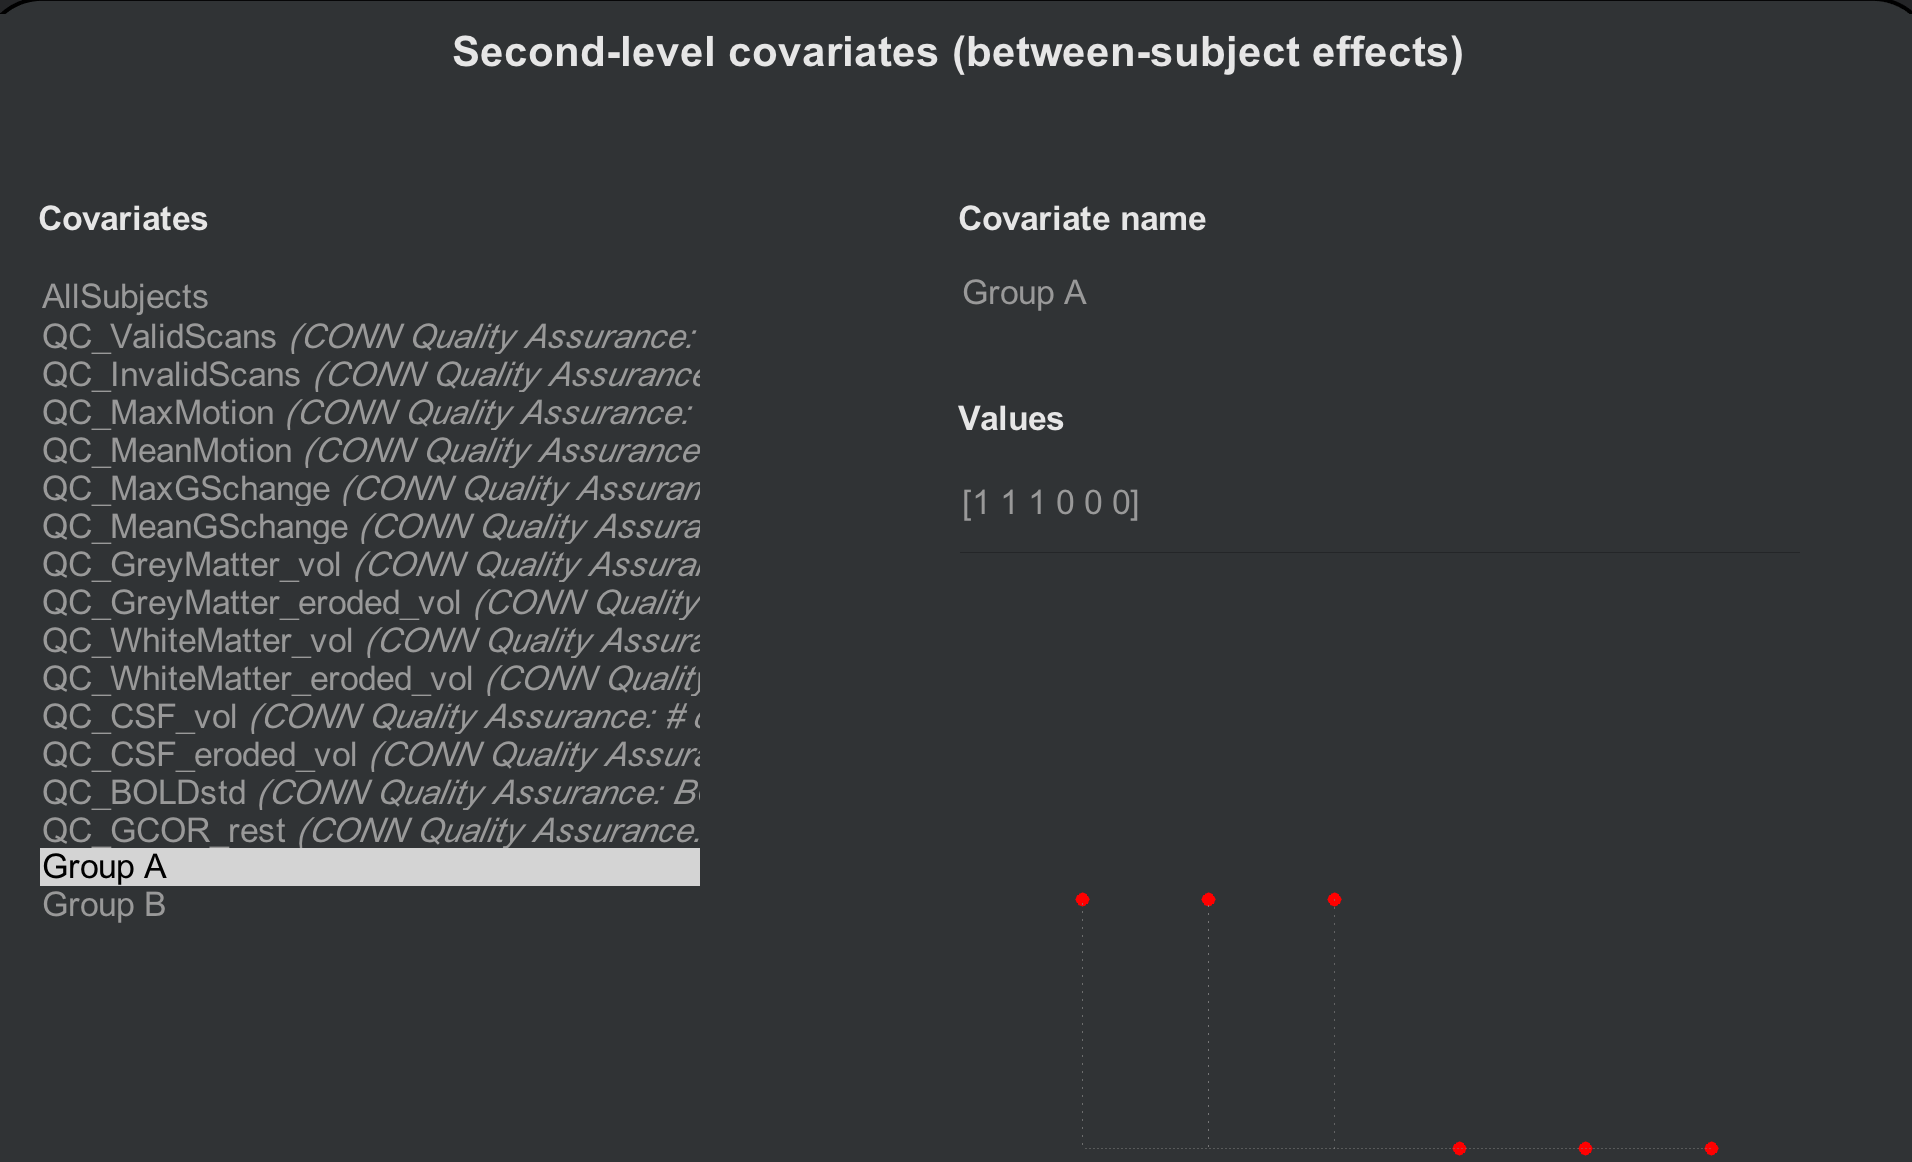 Second-level covariates (between-subject effects)
Covariates
AllSubjects
QC_ValidScans (CONN Quality Assurance:
QC_InvalidScans (CONN Quality Assurance
QC_MaxMotion (CONN Quality Assurance:
QC_MeanMotion (CONN Quality Assurance
QC_MaxGSchange (CONN Quality Assuran
QC_MeanGSchange (CONN Quality Assura
QC_GreyMatter_vol (CONN Quality Assura
QC_GreyMatter_eroded_vol (CONN Quality
QC_WhiteMatter_vol (CONN Quality Assura
QC_WhiteMatter_eroded_vol (CONN Quality
QC_CSF_vol (CONN Quality Assurance: #
QC_CSF_eroded_vol (CONN Quality Assura
QC_BOLDstd (CONN Quality Assurance: B
QC_GCOR_rest (CONN Quality Assurance:
Group A
Group B
Covariate name
Group A
Values
[1 1 1 0 0 0]